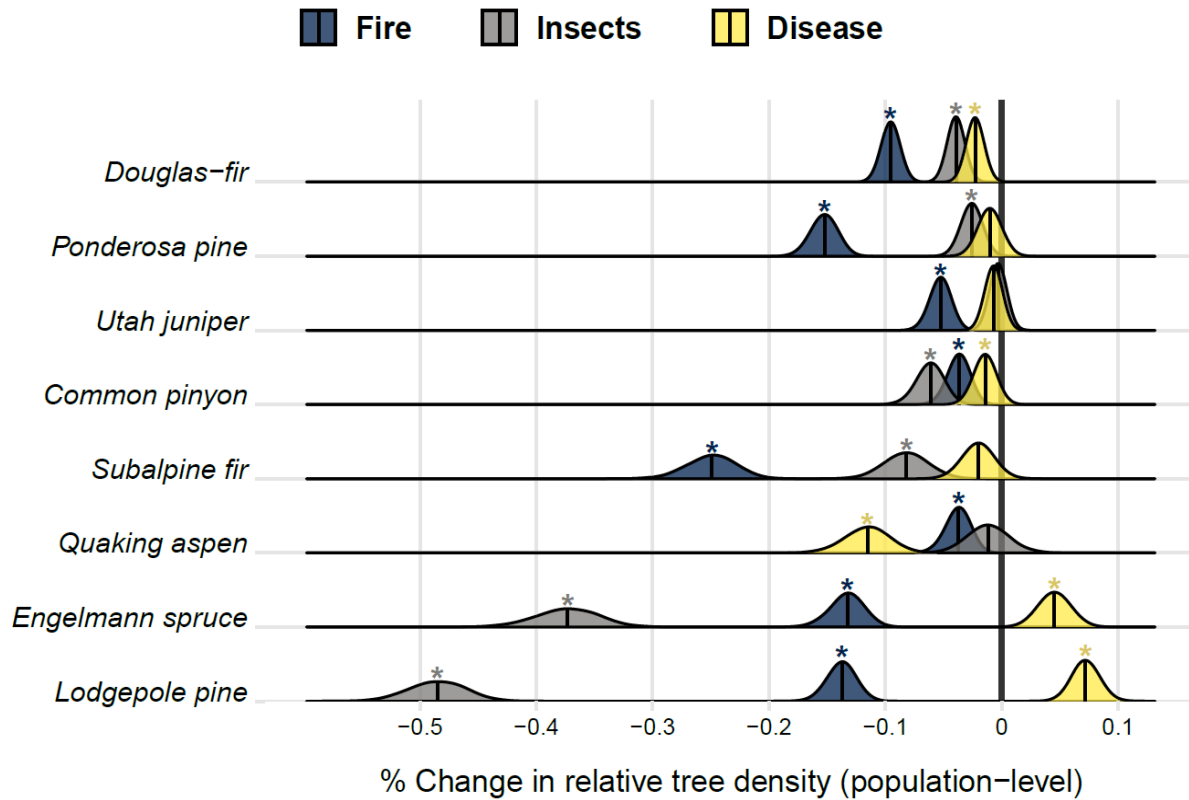 Fire Insects Disease
* * *
Douglas−fir
* *
Ponderosa pine
*
Utah juniper
* * *
Common pinyon
* *
Subalpine fir
* *
Quaking aspen
* * *
Engelmann spruce
* * *
Lodgepole pine
−0.5 −0.4 −0.3 −0.2 −0.1 0 0.1
% Change in relative tree density (population−level)